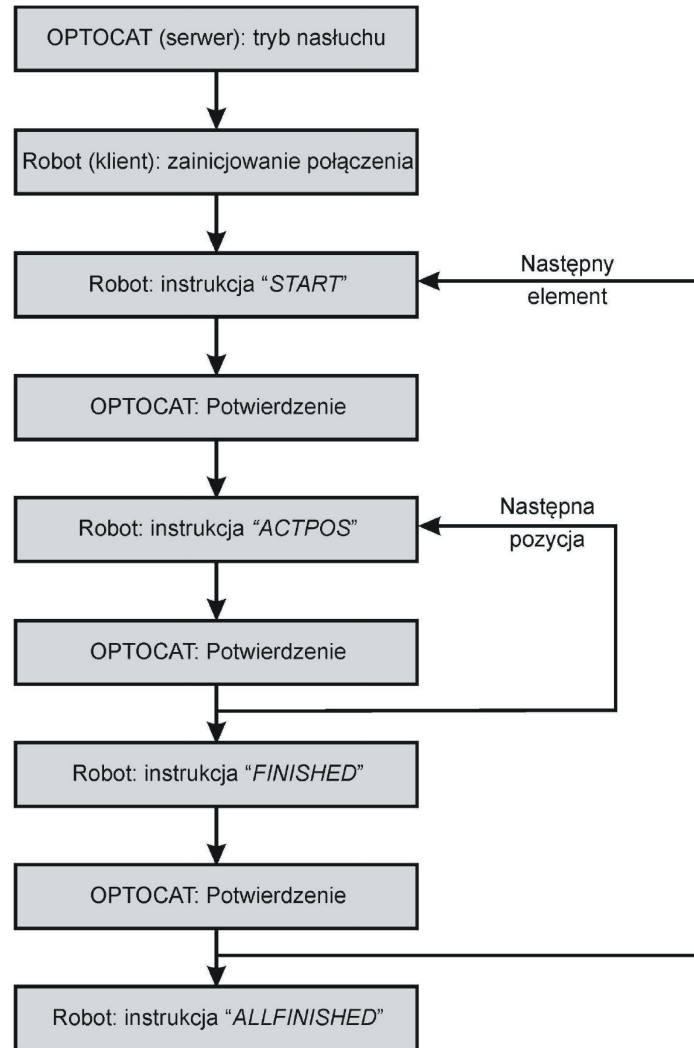 OPTOCAT (serwer): tryb nasłuchu
Robot (klient): zainicjowanie połączenia
Robot: instrukcja “START”
Następny
element
OPTOCAT: Potwierdzenie
Robot: instrukcja “ACTPOS”
Następna
pozycja
OPTOCAT: Potwierdzenie
Robot: instrukcja “FINISHED”
OPTOCAT: Potwierdzenie
Robot: instrukcja “ALLFINISHED”